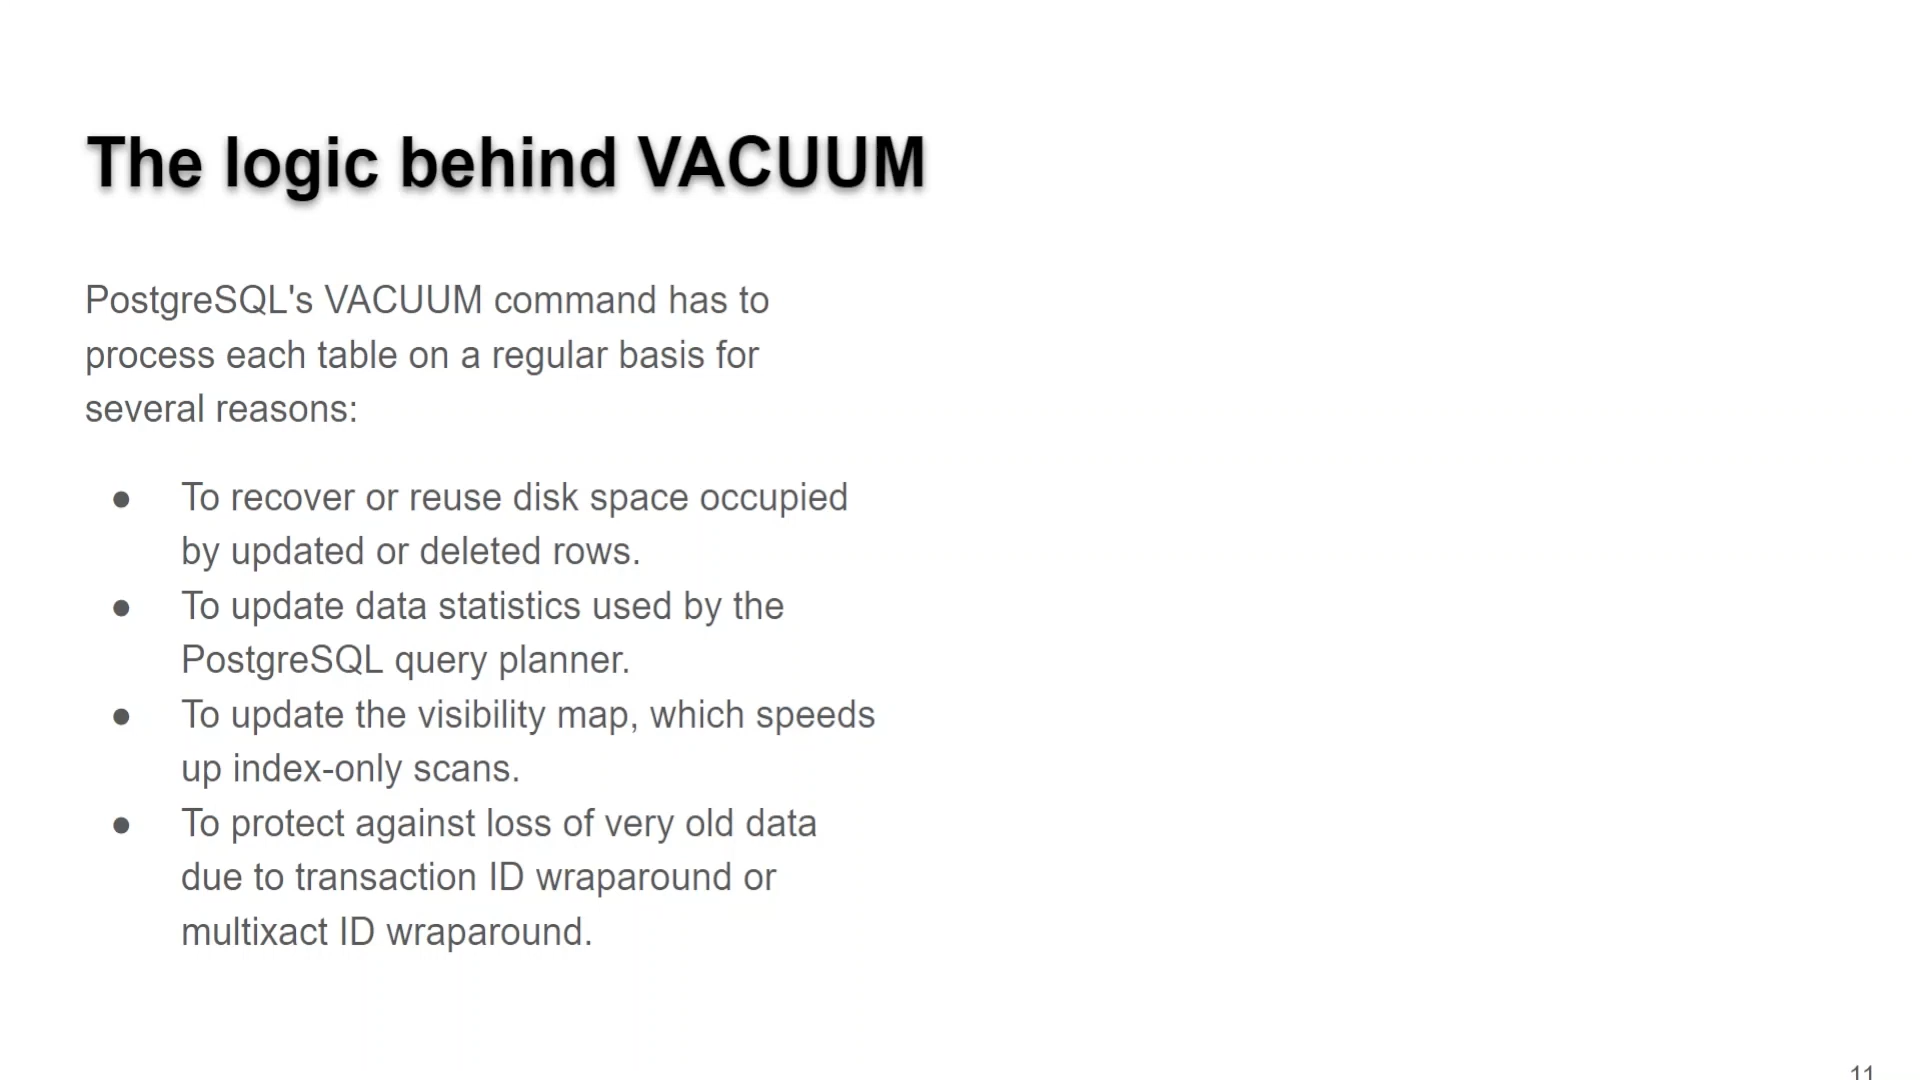 The logic behind VACUUM
PostgreSQL's VACUUM command has to
process each table on a regular basis for
several reasons:
● To recover or reuse disk space occupied
by updated or deleted rows.
● To update data statistics used by the
PostgreSQL query planner.
● To update the visibility map, which speeds
up index-only scans.
● To protect against loss of very old data
due to transaction ID wraparound or
multixact ID wraparound.
11